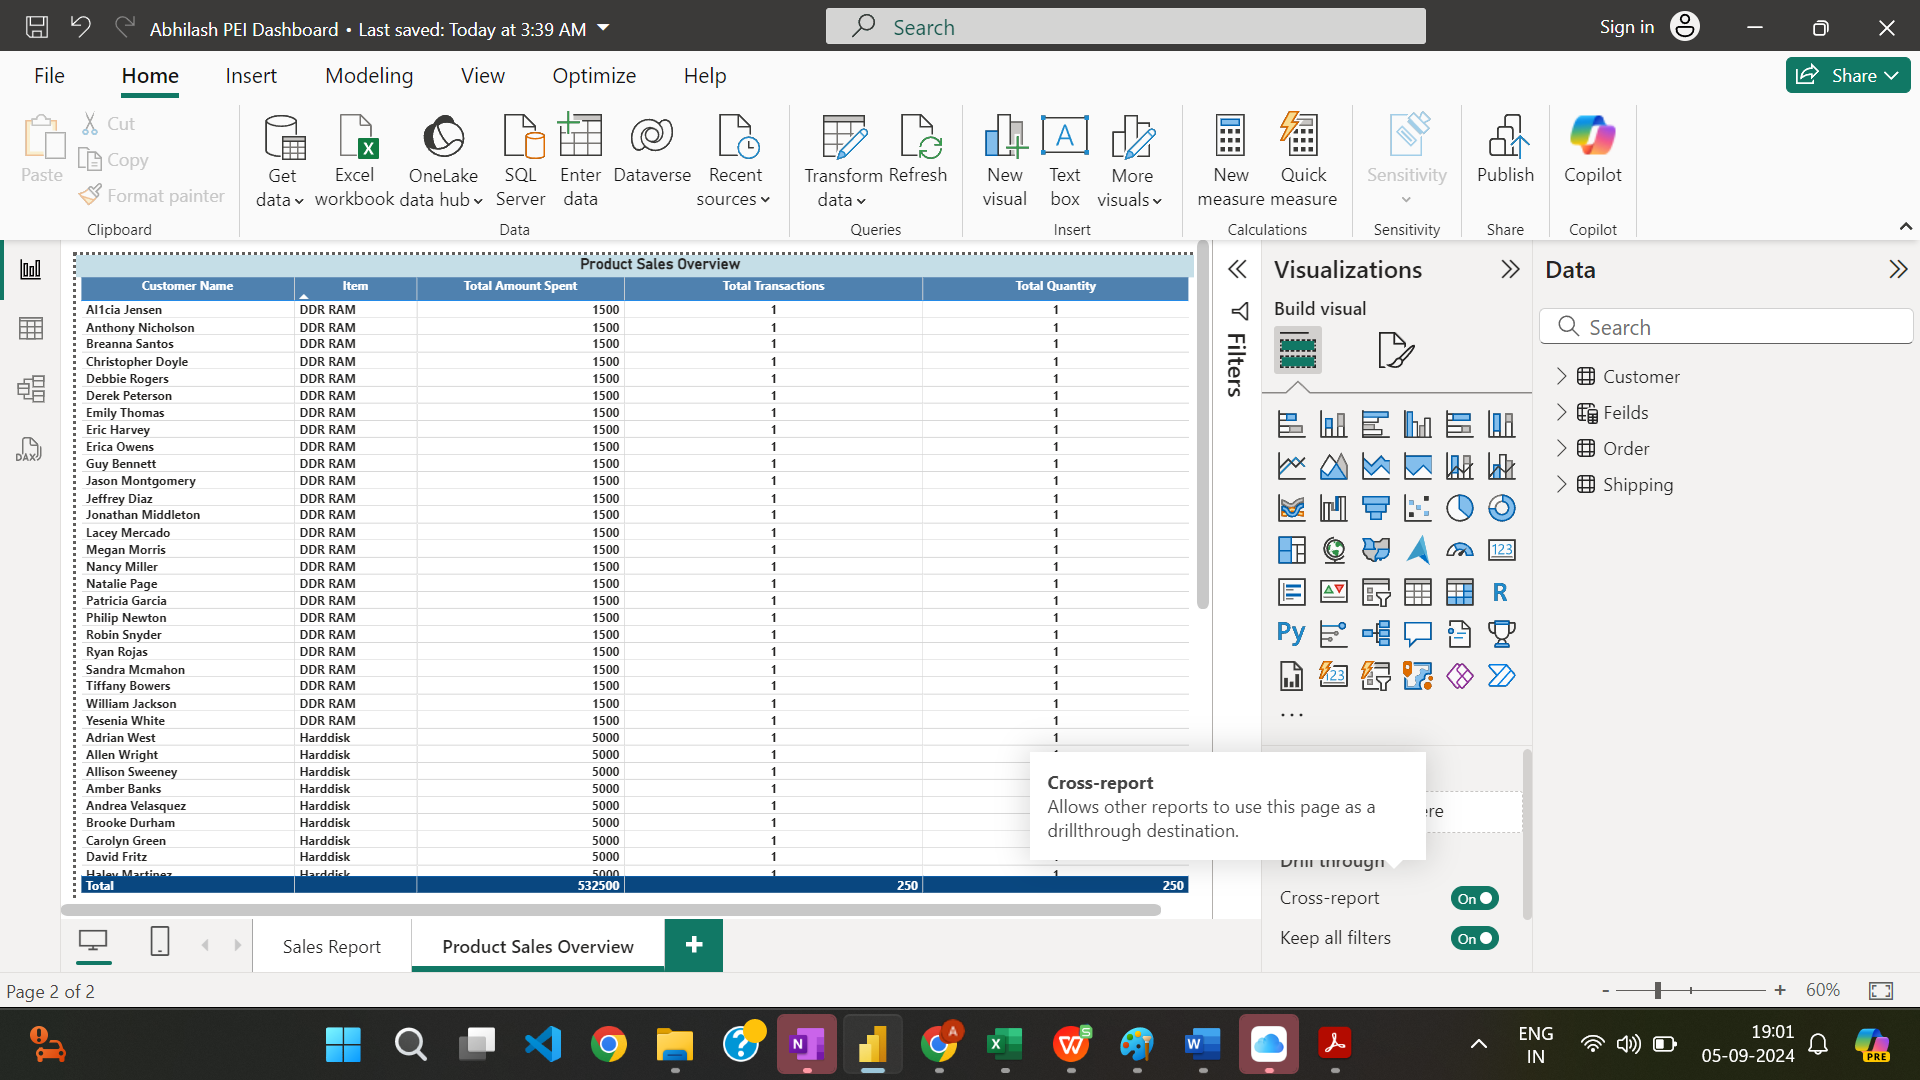 Abhilash PEI Dashboard • Last saved: Today at 3:39 AM
Search
Sign in
File
Home
Insert
Modeling
View
Optimize
Help
Share
Paste
Cut
Copy
Format painter
Clipboard
Get data
Excel workbook
OneLake data hub
SQL Server
Enter data
Dataverse
Recent sources
Data
Transform data
Refresh
Queries
New visual
Text box
More visuals
Insert
New measure
Quick measure
Calculations
Sensitivity
Sensitivity
Publish
Share
Copilot
Copilot
Product Sales Overview
Customer Name Item Total Amount Spent Total Transactions Total Quantity
Al1cia Jensen DDR RAM 1500 1 1
Anthony Nicholson DDR RAM 1500 1 1
Breanna Santos DDR RAM 1500 1 1
Christopher Doyle DDR RAM 1500 1 1
Debbie Rogers DDR RAM 1500 1 1
Derek Peterson DDR RAM 1500 1 1
Emily Thomas DDR RAM 1500 1 1
Eric Harvey DDR RAM 1500 1 1
Erica Owens DDR RAM 1500 1 1
Guy Bennett DDR RAM 1500 1 1
Jason Montgomery DDR RAM 1500 1 1
Jeffrey Diaz DDR RAM 1500 1 1
Jonathan Middleton DDR RAM 1500 1 1
Lacey Mercado DDR RAM 1500 1 1
Megan Morris DDR RAM 1500 1 1
Nancy Miller DDR RAM 1500 1 1
Natalie Page DDR RAM 1500 1 1
Patricia Garcia DDR RAM 1500 1 1
Philip Newton DDR RAM 1500 1 1
Robin Snyder DDR RAM 1500 1 1
Ryan Rojas DDR RAM 1500 1 1
Sandra Mcmahon DDR RAM 1500 1 1
Tiffany Bowers DDR RAM 1500 1 1
William Jackson DDR RAM 1500 1 1
Yesenia White DDR RAM 1500 1 1
Adrian West Harddisk 5000 1 1
Allen Wright Harddisk 5000 1
Allison Sweeney Harddisk 5000 1
Amber Banks Harddisk 5000 1
Andrea Velasquez Harddisk 5000 1
Brooke Durham Harddisk 5000 1
Carolyn Green Harddisk 5000 1
David Fritz Harddisk 5000 1
Haley Martinez Harddisk 5000 1 1
Total 532500 250 250
Filters
Visualizations
Build visual
123
R
Py
123
...
Cross-report
Allows other reports to use this page as a
drillthrough destination.
ere
Drill through
Cross-report On
Keep all filters On
Data
Search
Customer
Feilds
Order
Shipping
DAX
Sales Report
Product Sales Overview
+
Page 2 of 2
- + 60%
A
S
N
X
W
W
PRE
ENG
IN
19:01
05-09-2024